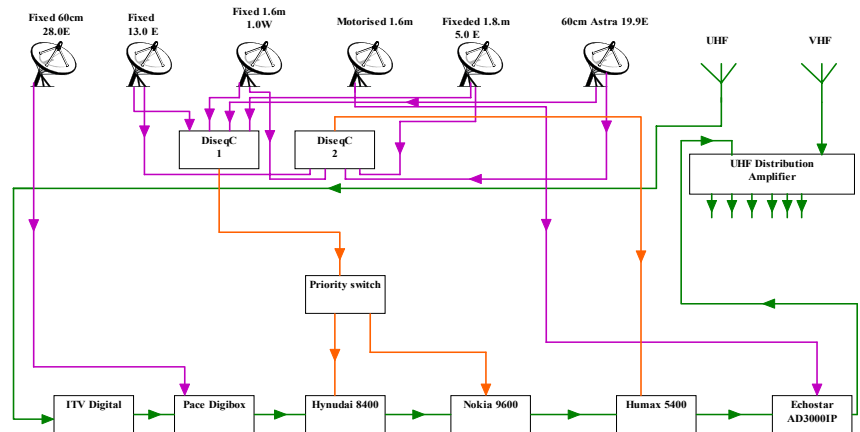 Fixed 60cm
28.0E
Fixed
13.0 E
Fixed 1.6m
1.0W
Motorised 1.6m
Fixeded 1.8.m
5.0 E
60cm Astra 19.9E
UHF
VHF
DiseqC
1
DiseqC
2
UHF Distribution
Amplifier
Priority switch
ITV Digital
Pace Digibox
Hynudai 8400
Nokia 9600
Humax 5400
Echostar
AD3000IP